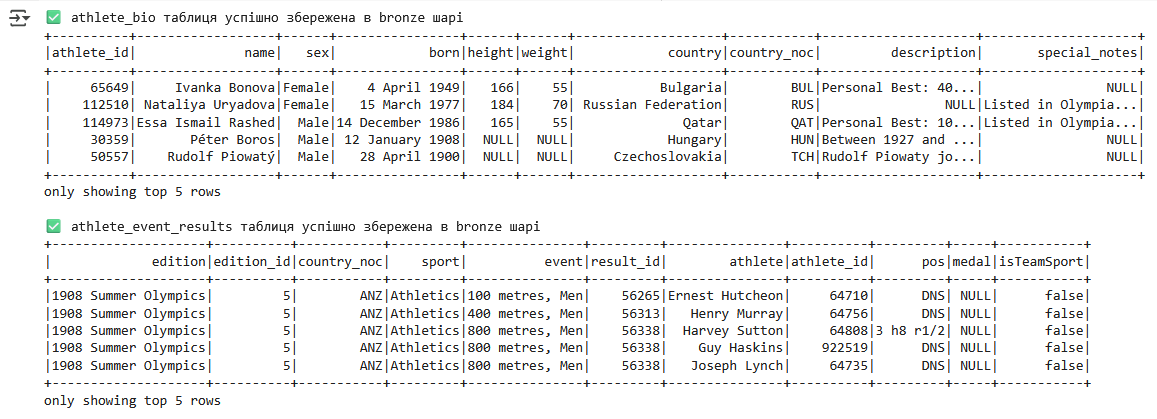 ✅ athlete_bio таблиця успішно збережена в bronze шарі
+----------+-----------------+------+----------------+------+------+------------------+-----------+--------------------+--------------------+
|athlete_id|             name|   sex|            born|height|weight|           country|country_noc|         description|       special_notes|
+----------+-----------------+------+----------------+------+------+------------------+-----------+--------------------+--------------------+
|     65649|     Ivanka Bonova|Female|    4 April 1949|   166|    55|          Bulgaria|        BUL|Personal Best: 40...|                NULL|
|    112510| Nataliya Uryadova|Female|   15 March 1977|   184|    70| Russian Federation|        RUS|                NULL|Listed in Olympia...|
|    114973|Essa Ismail Rashed|  Male|14 December 1986|   165|    55|             Qatar|        QAT|Personal Best: 10...|Listed in Olympia...|
|     30359|       Péter Boros|  Male| 12 January 1908|  NULL|  NULL|           Hungary|        HUN|Between 1927 and ...|                NULL|
|     50557|    Rudolf Piowatý|  Male|   28 April 1900|  NULL|  NULL|    Czechoslovakia|        TCH|Rudolf Piowaty jo...|                NULL|
+----------+-----------------+------+----------------+------+------+------------------+-----------+--------------------+--------------------+
only showing top 5 rows
✅ athlete_event_results таблиця успішно збережена в bronze шарі
+--------------------+----------+-----------+---------+---------------+---------+---------------+----------+---------+-----+-----------+
|             edition|edition_id|country_noc|    sport|          event|result_id|        athlete|athlete_id|      pos|medal|isTeamSport|
+--------------------+----------+-----------+---------+---------------+---------+---------------+----------+---------+-----+-----------+
|1908 Summer Olympics|         5|        ANZ|Athletics|100 metres, Men|    56265|Ernest Hutcheon|     64710|      DNS| NULL|      false|
|1908 Summer Olympics|         5|        ANZ|Athletics|400 metres, Men|    56313|   Henry Murray|     64756|      DNS| NULL|      false|
|1908 Summer Olympics|         5|        ANZ|Athletics|800 metres, Men|    56338|  Harvey Sutton|     64808|3 h8 r1/2| NULL|      false|
|1908 Summer Olympics|         5|        ANZ|Athletics|800 metres, Men|    56338|    Guy Haskins|    922519|      DNS| NULL|      false|
|1908 Summer Olympics|         5|        ANZ|Athletics|800 metres, Men|    56338|   Joseph Lynch|     64735|      DNS| NULL|      false|
+--------------------+----------+-----------+---------+---------------+---------+---------------+----------+---------+-----+-----------+
only showing top 5 rows